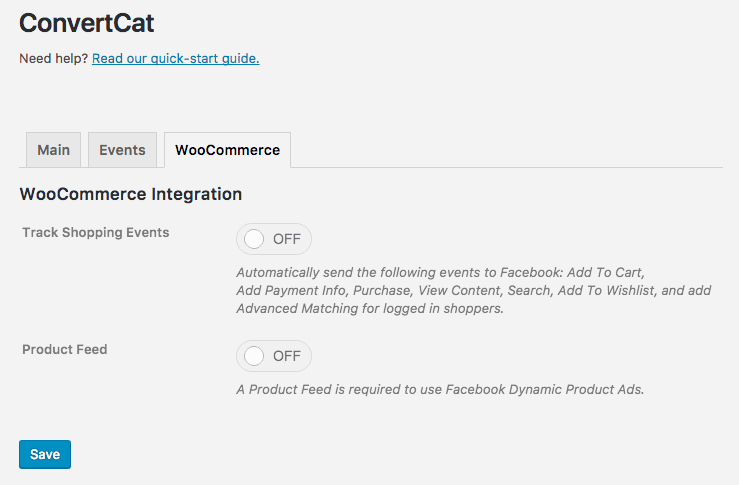 ConvertCat
Need help? Read our quick-start guide.
Main
Events
WooCommerce
WooCommerce Integration
Track Shopping Events
OFF
Automatically send the following events to Facebook: Add To Cart,
Add Payment Info, Purchase, View Content, Search, Add To Wishlist, and add
Advanced Matching for logged in shoppers.
Product Feed
OFF
A Product Feed is required to use Facebook Dynamic Product Ads.
Save